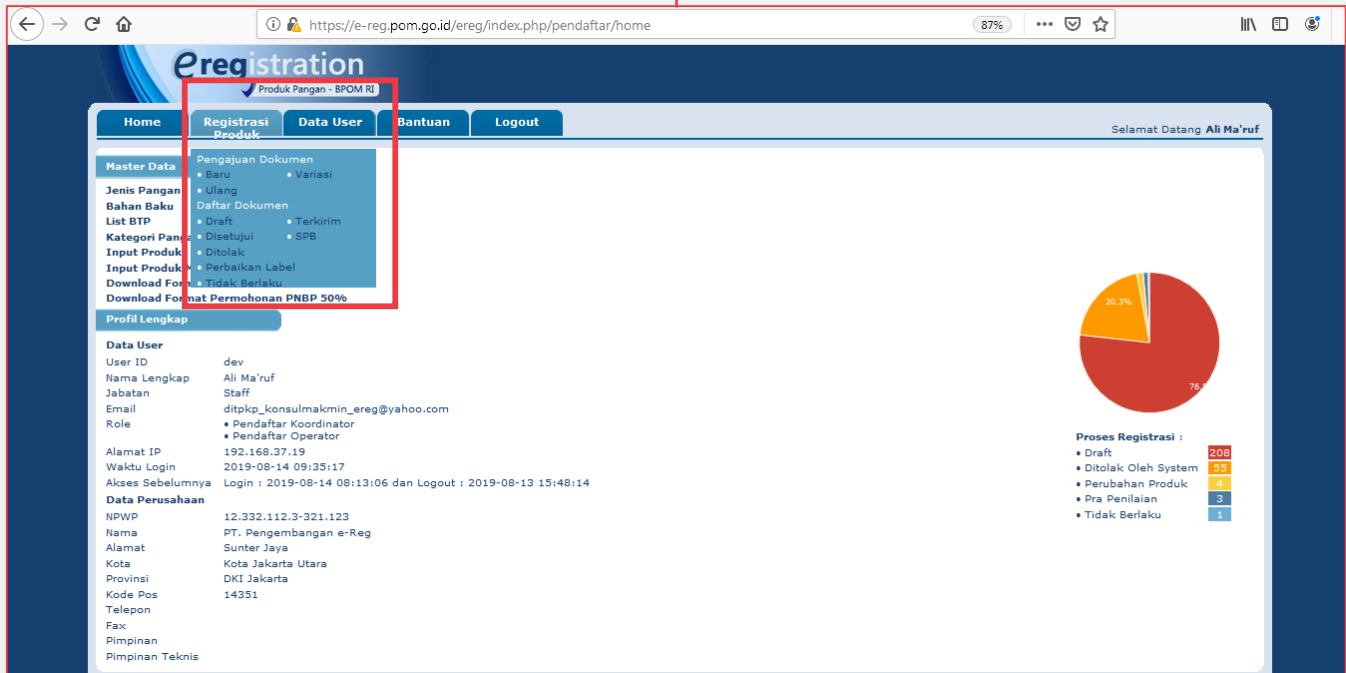 https://e-reg.pom.go.id/ereg/index.php/pendaftar/home
87%
eregistration
Produk Pangan - BPOM RI
Home
Registrasi Produk
Data User
Bantuan
Logout
Selamat Datang Ali Ma'ruf
Master Data
Jenis Pangan
Bahan Baku
List BTP
Kategori Panga
Input Produk
Input Produk
Download Form
Download Format Permohonan PNBP 50%
Pengajuan Dokumen
• Baru • Variasi
• Ulang
Daftar Dokumen
• Draft • Terkirim
• Disetujui • SPB
• Ditolak
• Perbaikan Label
• Tidak Berlaku
Profil Lengkap
Data User
User ID dev
Nama Lengkap Ali Ma'ruf
Jabatan Staff
Email ditpkp_konsulmakmin_ereg@yahoo.com
Role • Pendaftar Koordinator
• Pendaftar Operator
Alamat IP 192.168.37.19
Waktu Login 2019-08-14 09:35:17
Akses Sebelumnya Login : 2019-08-14 08:13:06 dan Logout : 2019-08-13 15:48:14
Data Perusahaan
NPWP 12.332.112.3-321.123
Nama PT. Pengembangan e-Reg
Alamat Sunter Jaya
Kota Kota Jakarta Utara
Provinsi DKI Jakarta
Kode Pos 14351
Telepon
Fax
Pimpinan
Pimpinan Teknis
20.3%
76.
Proses Registrasi :
• Draft 208
• Ditolak Oleh System 55
• Perubahan Produk 4
• Pra Penilaian 3
• Tidak Berlaku 1